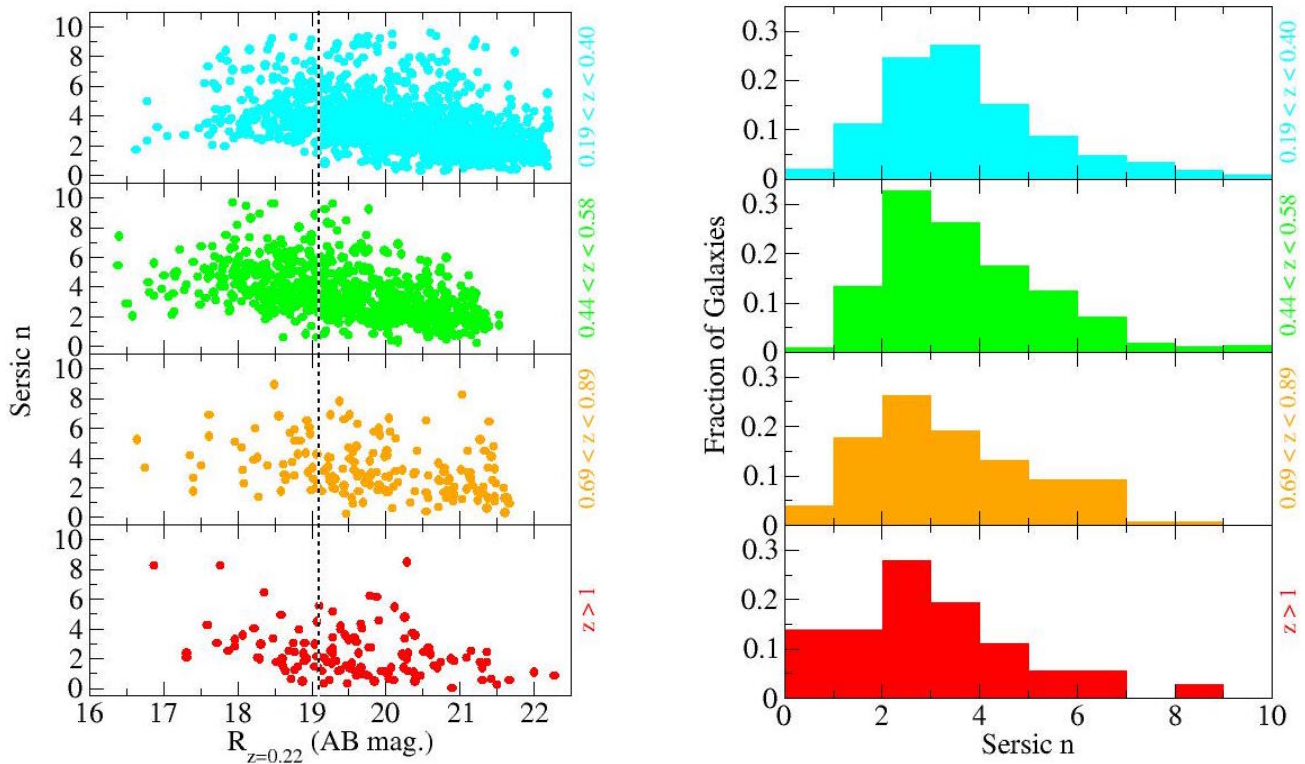 10
8
6
4
2
0
0.19 < z < 0.40
10
8
6
4
2
0
0.44 < z < 0.58
10
8
6
4
2
0
0.69 < z < 0.89
10
8
6
4
2
0
z > 1
Sersic n
16 17 18 19 20 21 22
R_{z=0.22} (AB mag.)
0.3
0.2
0.1
0
0.19 < z < 0.40
0.3
0.2
0.1
0
0.44 < z < 0.58
0.3
0.2
0.1
0
0.69 < z < 0.89
0.3
0.2
0.1
0
z > 1
Fraction of Galaxies
0 2 4 6 8 10
Sersic n